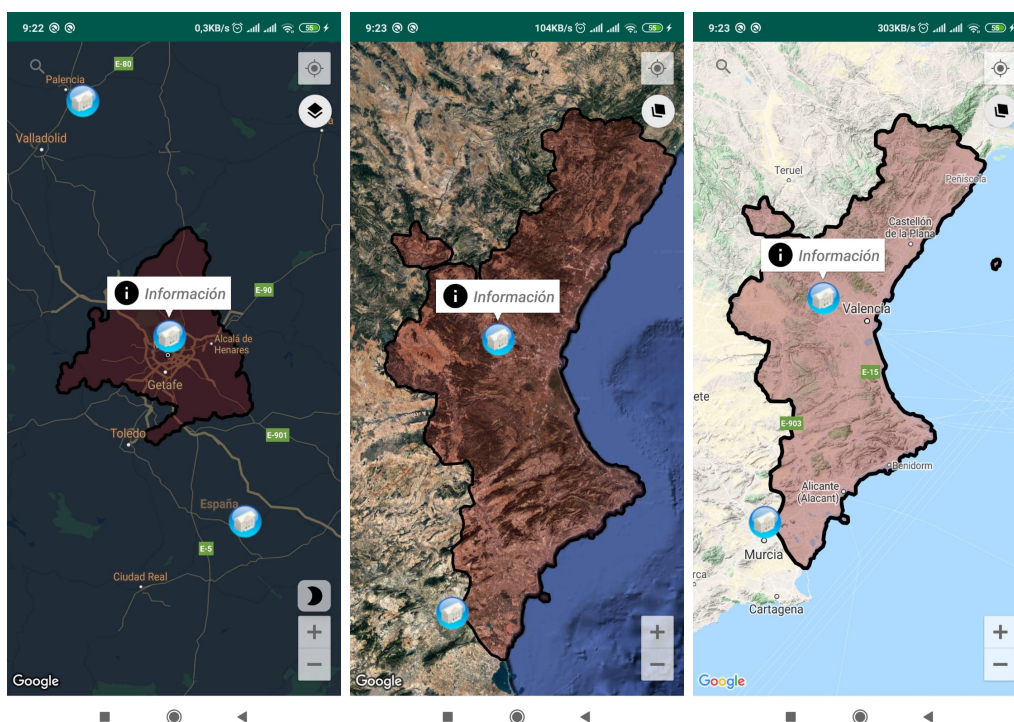 9:22
0,3KB/s
55
E-80
Palencia
Valladolid
Información
E-90
Alcalá de
Henares
Getafe
Toledo
E-901
España
E-5
Ciudad Real
+
−
Google
9:23
104KB/s
55
Información
+
−
Google
9:23
303KB/s
55
Teruel
Peñíscola
Castellón
de la Plana
Información
Valencia
E-15
ete
E-903
Benidorm
Alicante
(Alacant)
Murcia
rca
Cartagena
+
−
Google